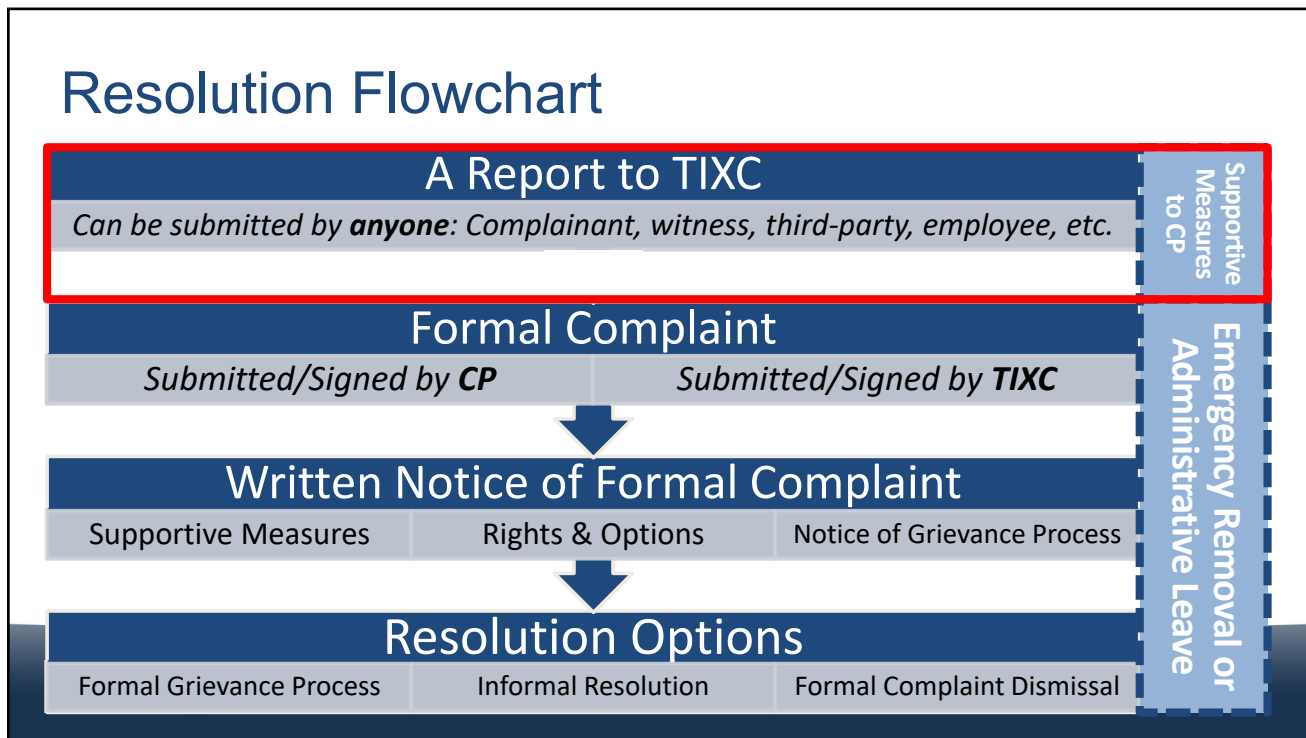 Resolution Flowchart
A Report to TIXC
Can be submitted by anyone: Complainant, witness, third-party, employee, etc.
Supportive
Measures
to CP
Formal Complaint
Submitted/Signed by CP
Submitted/Signed by TIXC
Written Notice of Formal Complaint
Supportive Measures
Rights & Options
Notice of Grievance Process
Resolution Options
Formal Grievance Process
Informal Resolution
Formal Complaint Dismissal
Emergency Removal or
Administrative Leave